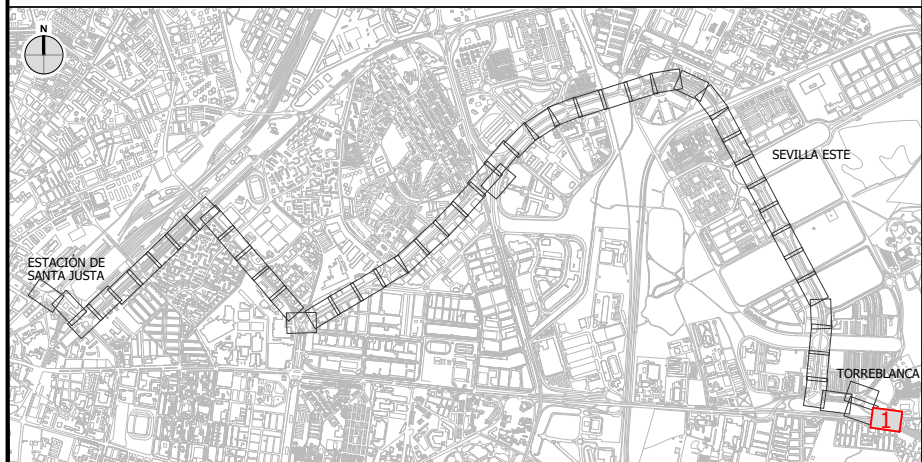 N
SEVILLA ESTE
ESTACIÓN DE
SANTA JUSTA
TORREBLANCA
1